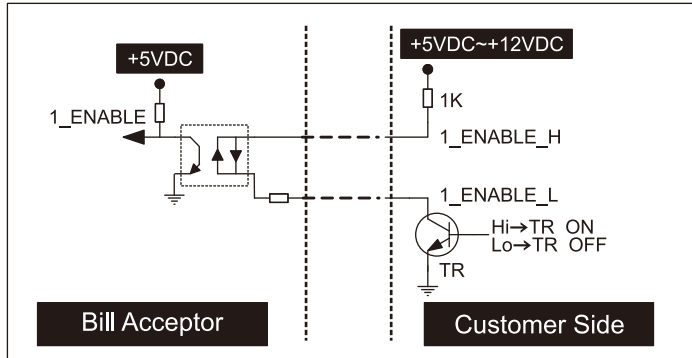 +5VDC
+5VDC~+12VDC
1K
1_ENABLE
1_ENABLE_H
1_ENABLE_L
Hi→TR ON
Lo→TR OFF
TR
Bill Acceptor
Customer Side